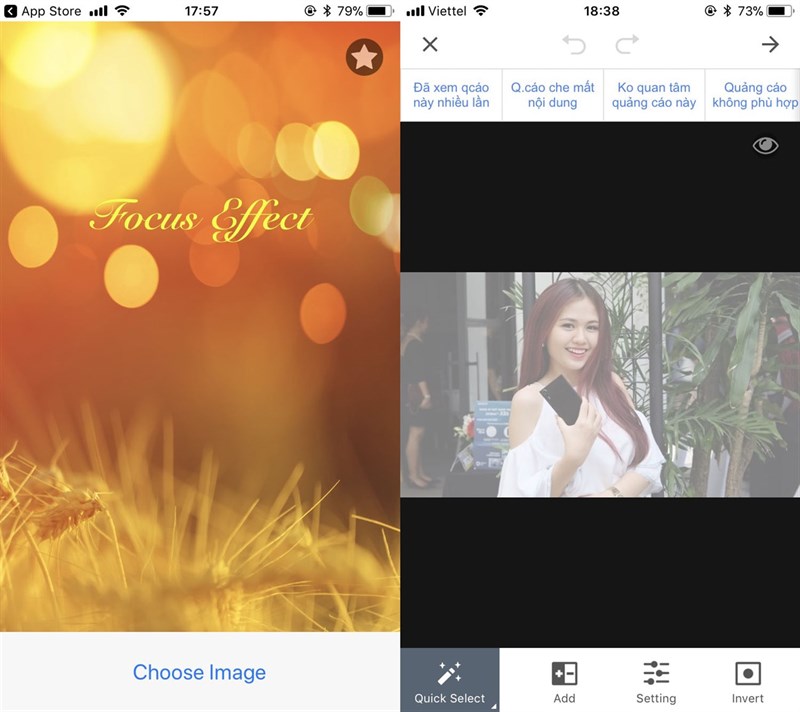 App Store
17:57
79%
Focus Effect
Choose Image
Viettel
18:38
73%
Đã xem qcáo
này nhiều lần
Q.cáo che mất
nội dung
Ko quan tâm
quảng cáo này
Quảng cáo
không phù hợp
Quick Select
Add
Setting
Invert